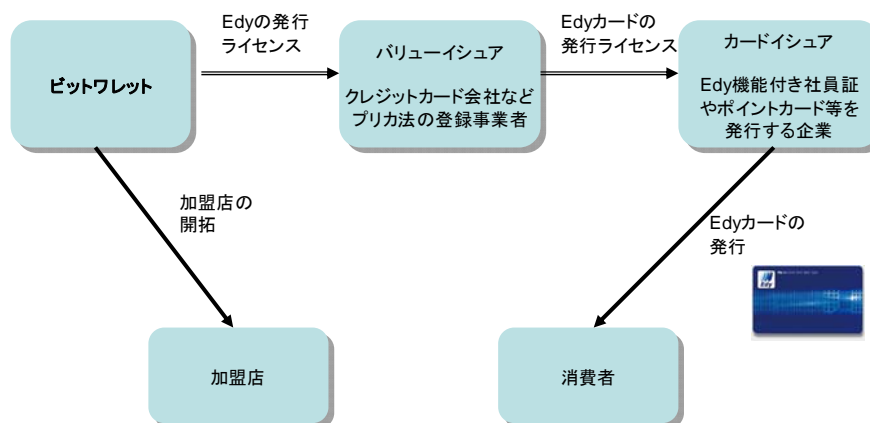 Edyの発行
ライセンス
Edyカードの
発行ライセンス
ビットワレット
バリューイシュア
クレジットカード会社など
プリカ法の登録事業者
カードイシュア
Edy機能付き社員証
やポイントカード等を
発行する企業
加盟店の
開拓
Edyカードの
発行
Edy
加盟店
消費者